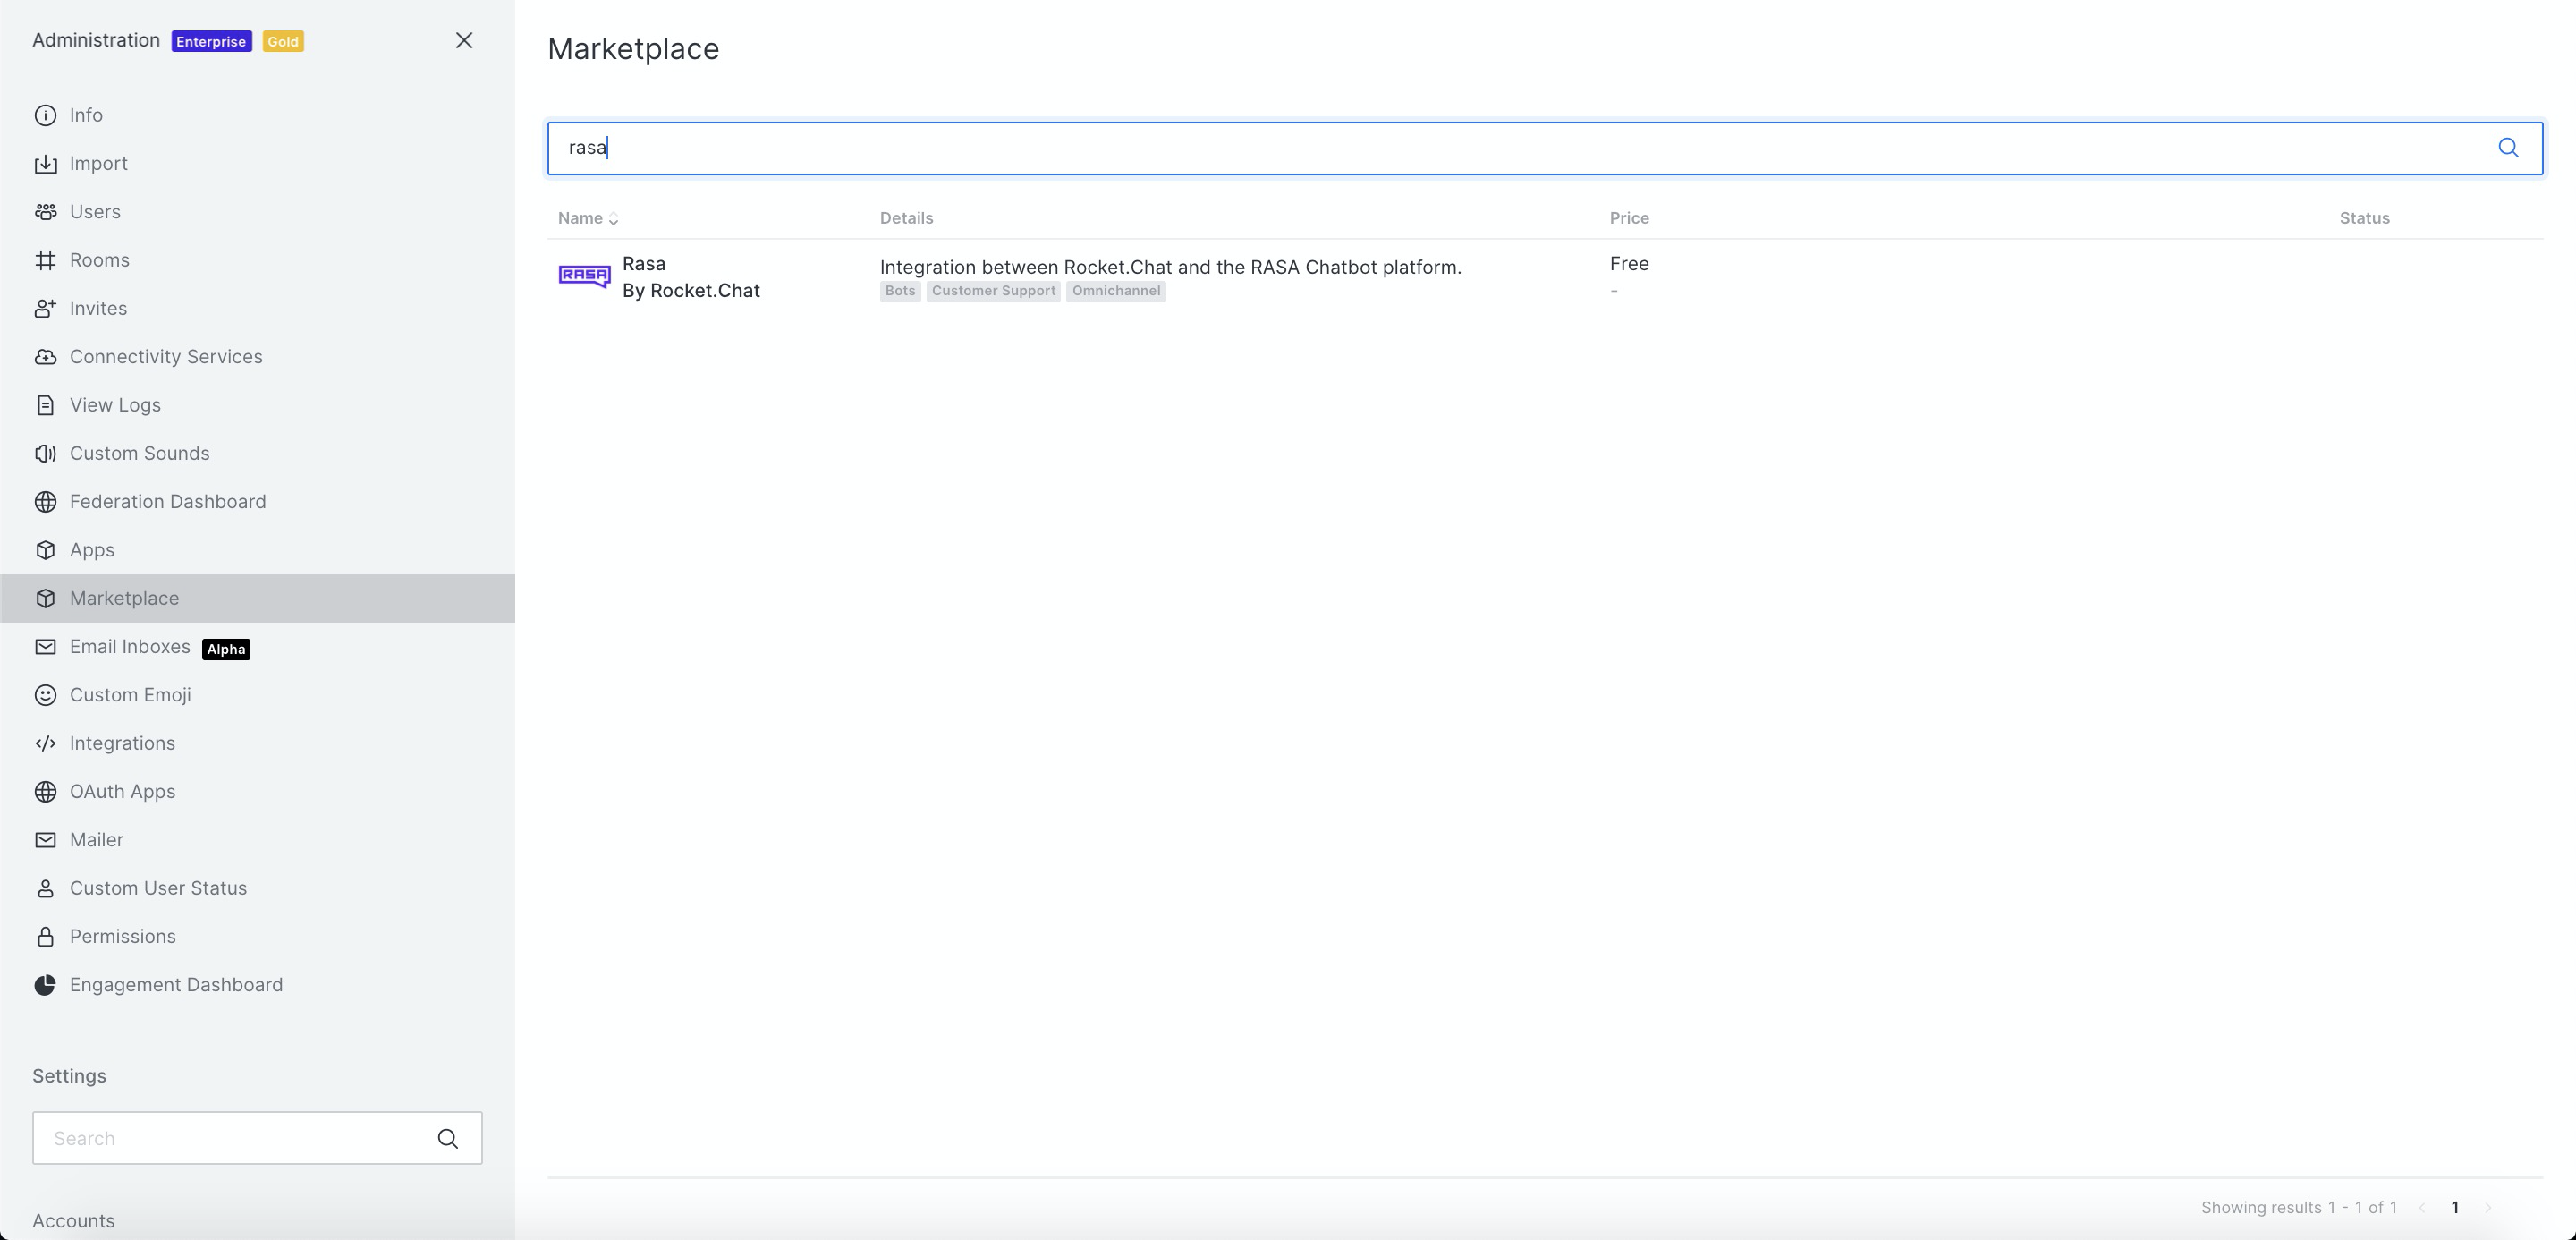 Administration Enterprise Gold
Info
Import
Users
Rooms
Invites
Connectivity Services
View Logs
Custom Sounds
Federation Dashboard
Apps
Marketplace
Email Inboxes Alpha
Custom Emoji
Integrations
OAuth Apps
Mailer
Custom User Status
Permissions
Engagement Dashboard
Settings
Search
Accounts
Marketplace
rasa
Name Details Price Status
RASA
Rasa
By Rocket.Chat
Integration between Rocket.Chat and the RASA Chatbot platform.
Bots Customer Support Omnichannel
Free
-
Showing results 1 - 1 of 1 < 1 >